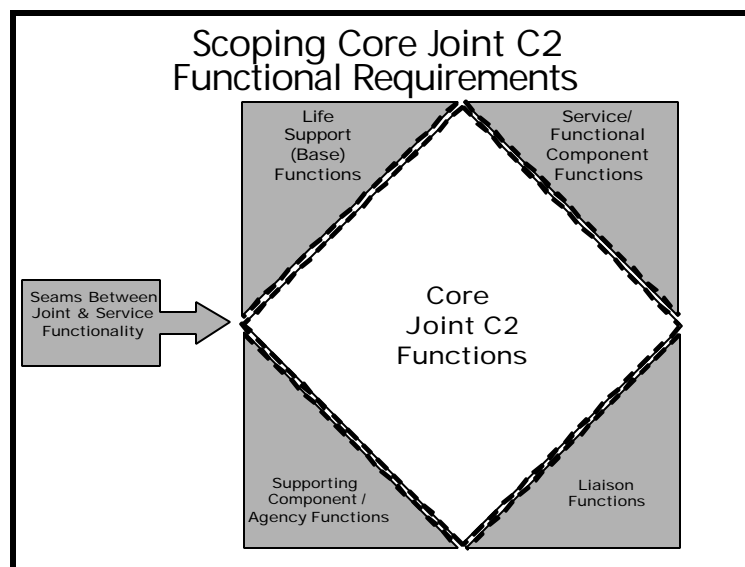 Scoping Core Joint C2
Functional Requirements
Life
Support
(Base)
Functions
Service/
Functional
Component
Functions
Seams Between
Joint & Service
Functionality
Core
Joint C2
Functions
Supporting
Component /
Agency Functions
Liaison
Functions